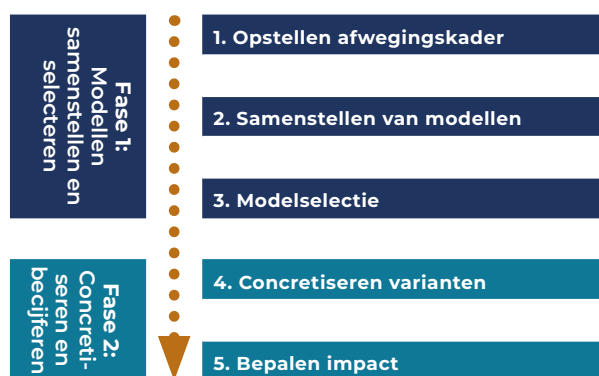 Fase 1:
Modellen
samenstellen en
selecteren
1. Opstellen afwegingskader
2. Samenstellen van modellen
3. Modelselectie
Fase 2:
Concreti-
seren en
becijferen
4. Concretiseren varianten
5. Bepalen impact